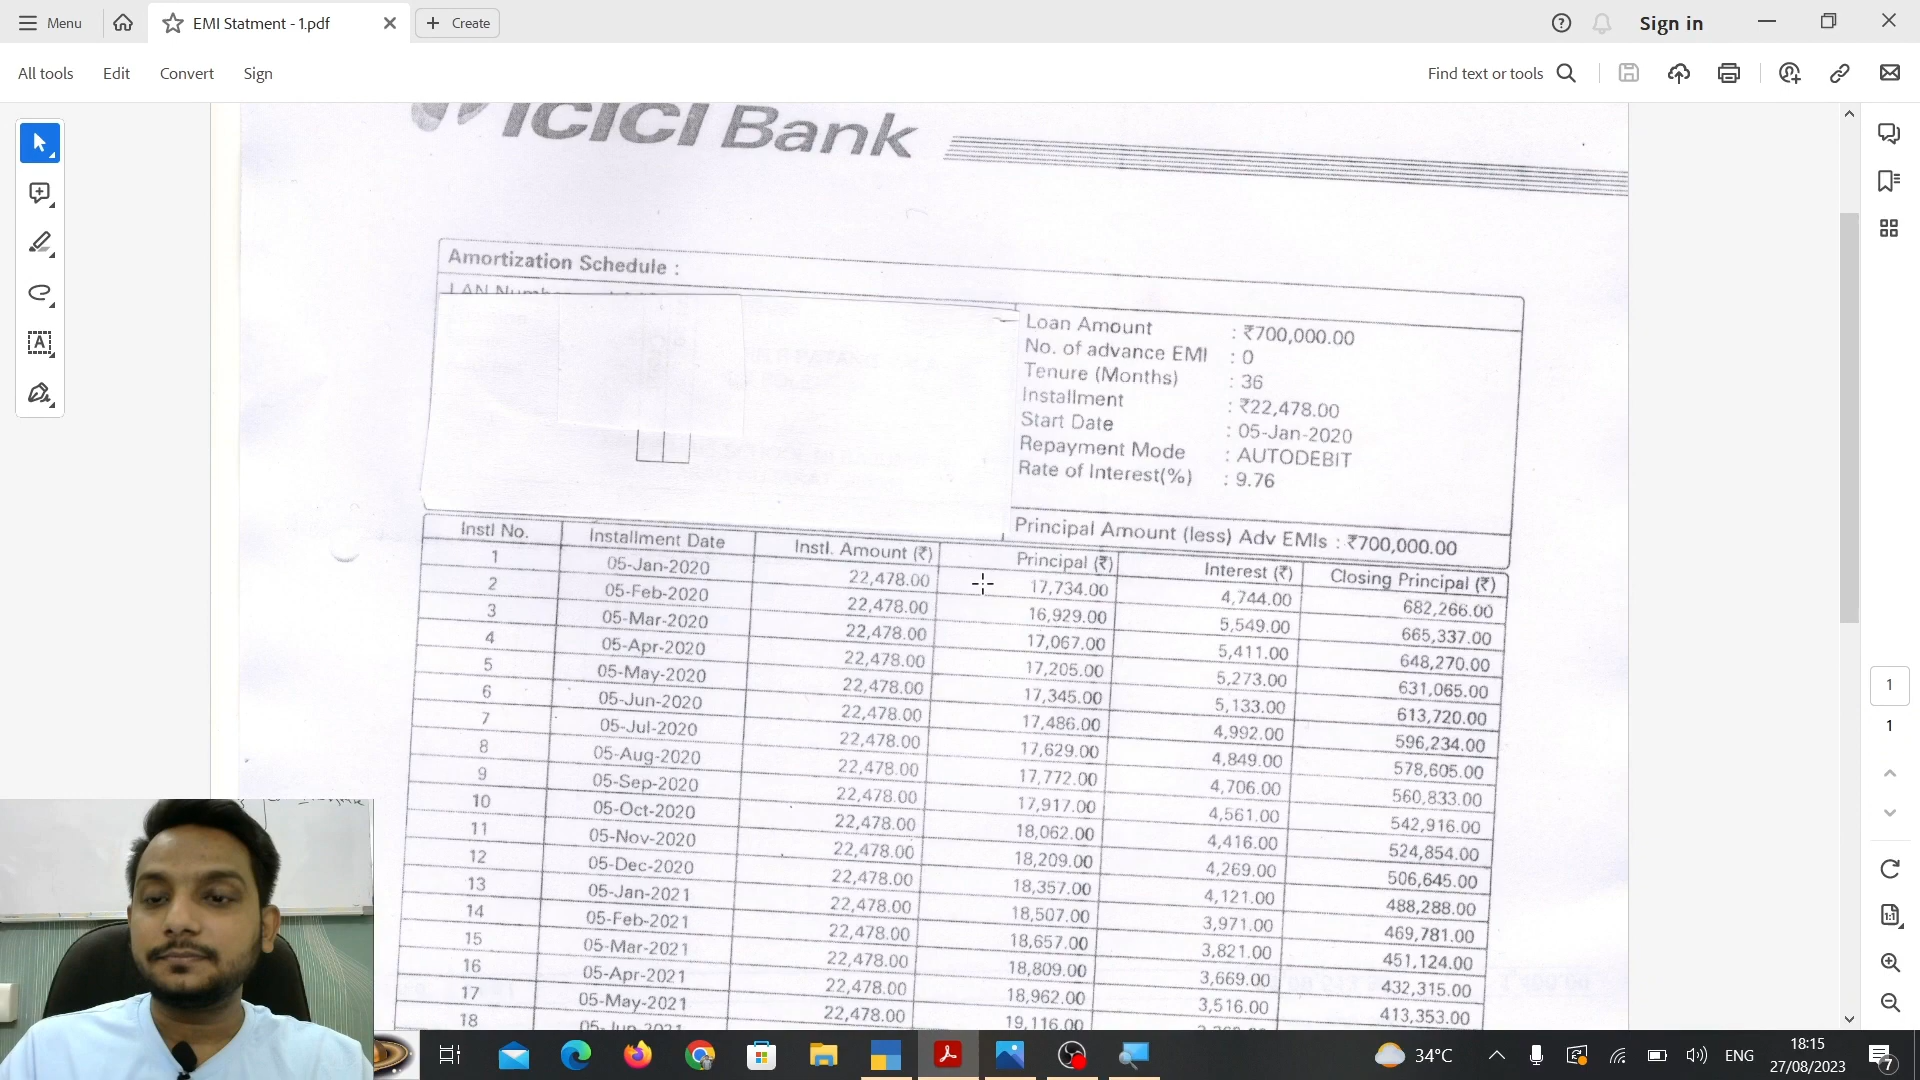 Menu
EMI Statment - 1.pdf
Create
Sign in
All tools
Edit
Convert
Sign
Find text or tools
ICICI Bank
Amortization Schedule :
LAN Number
Loan Amount : ₹700,000.00
No. of advance EMI : 0
Tenure (Months) : 36
Installment : ₹22,478.00
Start Date : 05-Jan-2020
Repayment Mode : AUTODEBIT
Rate of Interest(%) : 9.76
Principal Amount (less) Adv EMIs : ₹700,000.00
Instl No. Installment Date Instl. Amount (₹) Principal (₹) Interest (₹) Closing Principal (₹)
1 05-Jan-2020 22,478.00 17,734.00 4,744.00 682,266.00
2 05-Feb-2020 22,478.00 16,929.00 5,549.00 665,337.00
3 05-Mar-2020 22,478.00 17,067.00 5,411.00 648,270.00
4 05-Apr-2020 22,478.00 17,205.00 5,273.00 631,065.00
5 05-May-2020 22,478.00 17,345.00 5,133.00 613,720.00
6 05-Jun-2020 22,478.00 17,486.00 4,992.00 596,234.00
7 05-Jul-2020 22,478.00 17,629.00 4,849.00 578,605.00
8 05-Aug-2020 22,478.00 17,772.00 4,706.00 560,833.00
9 05-Sep-2020 22,478.00 17,917.00 4,561.00 542,916.00
10 05-Oct-2020 22,478.00 18,062.00 4,416.00 524,854.00
11 05-Nov-2020 22,478.00 18,209.00 4,269.00 506,645.00
12 05-Dec-2020 22,478.00 18,357.00 4,121.00 488,288.00
13 05-Jan-2021 22,478.00 18,507.00 3,971.00 469,781.00
14 05-Feb-2021 22,478.00 18,657.00 3,821.00 451,124.00
15 05-Mar-2021 22,478.00 18,809.00 3,669.00 432,315.00
16 05-Apr-2021 22,478.00 18,962.00 3,516.00 413,353.00
17 05-May-2021 22,478.00 19,116.00
18 05-Jun-2021
1
1
34°C
ENG
18:15
27/08/2023
7